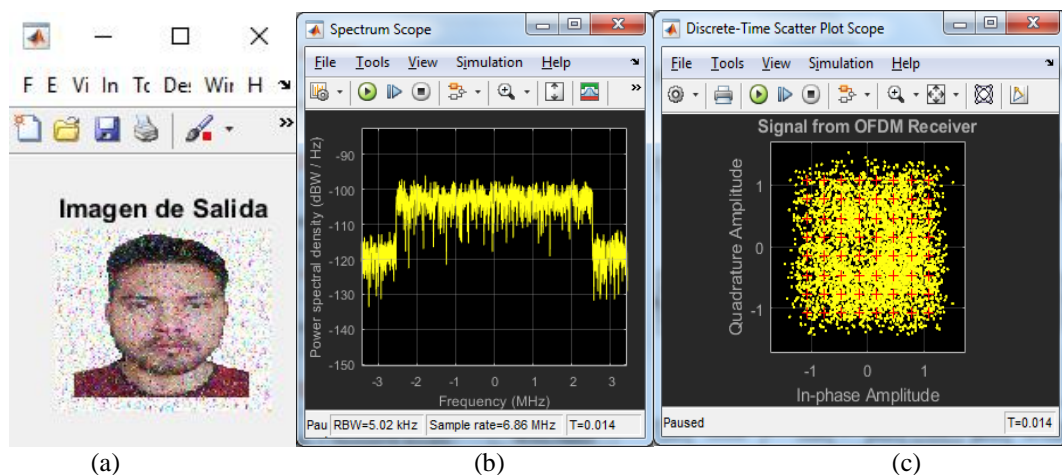 F E Vi In Tc De: Wir H
»
Imagen de Salida
(a)
Spectrum Scope
File Tools View Simulation Help
»
Power spectral density (dBW / Hz)
-90
-100
-110
-120
-130
-140
-150
-3 -2 -1 0 1 2 3
Frequency (MHz)
Pau RBW=5.02 kHz Sample rate=6.86 MHz T=0.014
(b)
Discrete-Time Scatter Plot Scope
File Tools View Simulation Help
Signal from OFDM Receiver
Quadrature Amplitude
1
0
-1
-1 0 1
In-phase Amplitude
Paused T=0.014
(c)